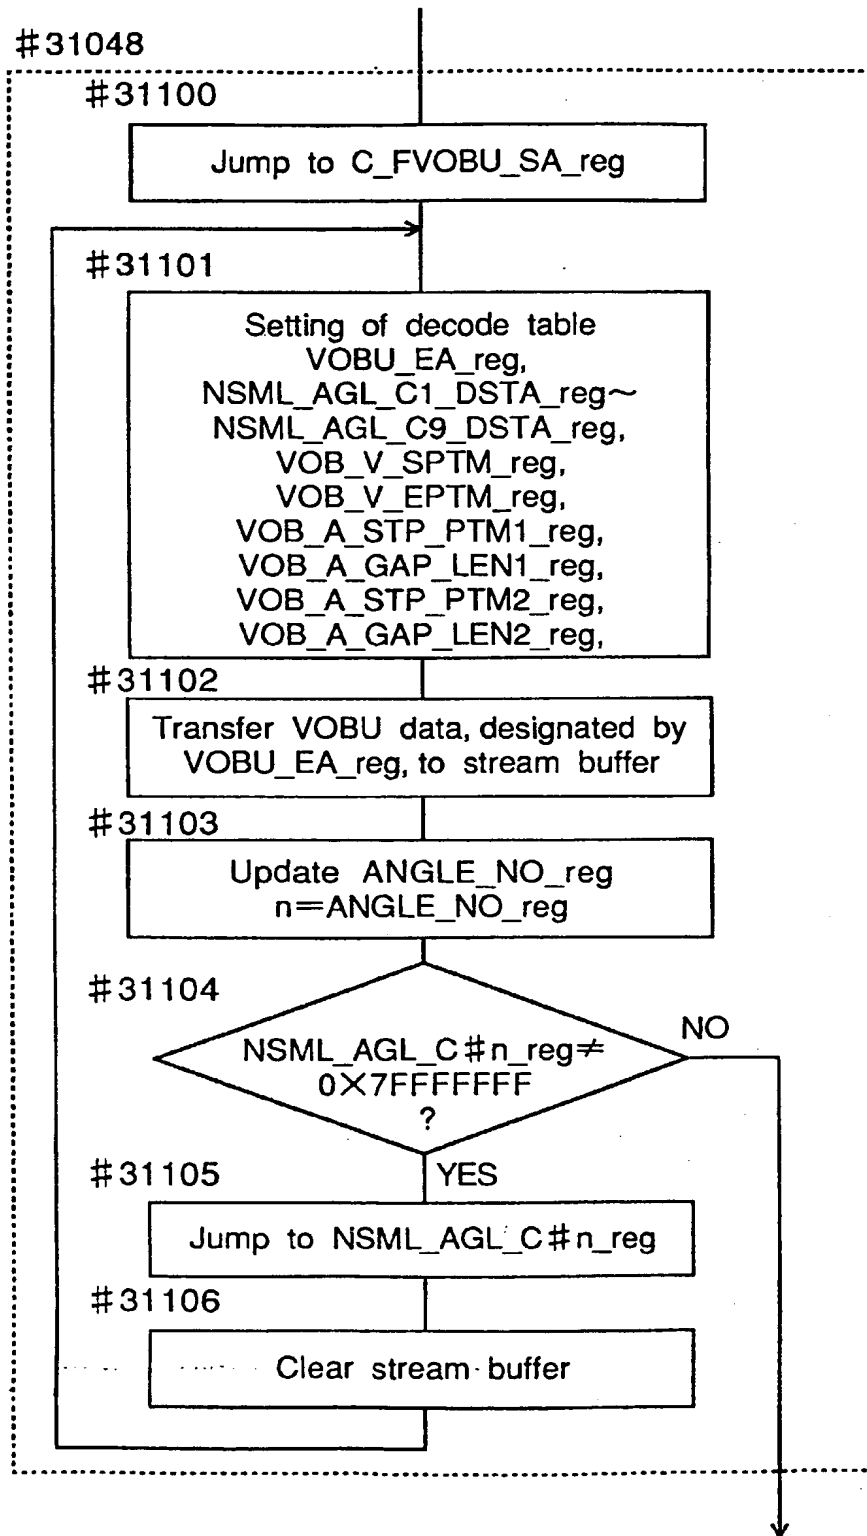 #31048
#31100
Jump to C_FVOBU_SA_reg
#31101
Setting of decode table
VOBU_EA_reg,
NSML_AGL_C1_DSTA_reg~
NSML_AGL_C9_DSTA_reg,
VOB_V_SPTM_reg,
VOB_V_EPTM_reg,
VOB_A_STP_PTM1_reg,
VOB_A_GAP_LEN1_reg,
VOB_A_STP_PTM2_reg,
VOB_A_GAP_LEN2_reg,
#31102
Transfer VOBU data, designated by
VOBU_EA_reg, to stream buffer
#31103
Update ANGLE_NO_reg
n=ANGLE_NO_reg
#31104
NO
NSML_AGL_C#n_reg≠
0×7FFFFFFF
?
#31105
YES
Jump to NSML_AGL_C#n_reg
#31106
Clear stream buffer